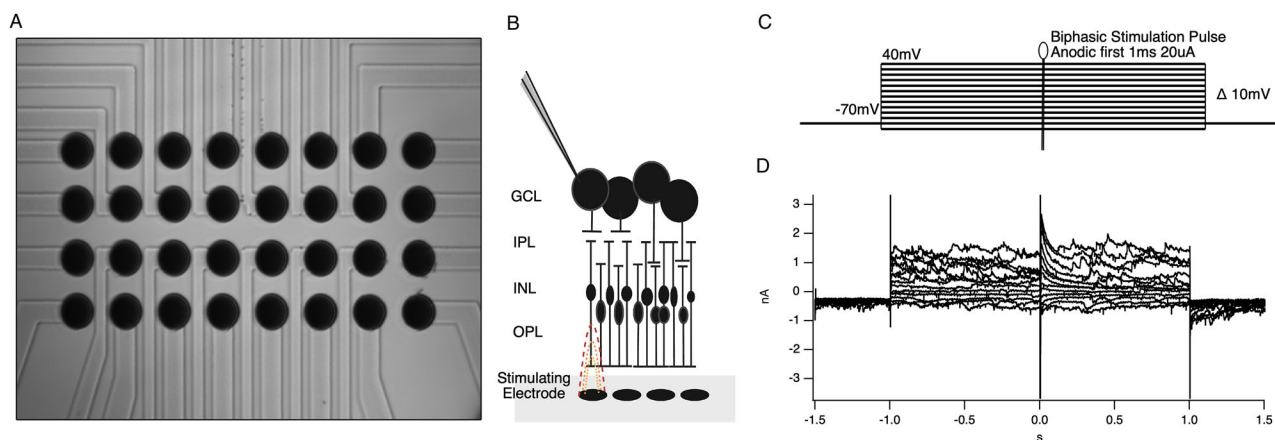 A
B
GCL
IPL
INL
OPL
Stimulating
Electrode
C
Biphasic Stimulation Pulse
Anodic first 1ms 20uA
40mV
-70mV
Δ 10mV
D
3
2
1
0
-1
-2
-3
nA
-1.5
-1.0
-0.5
0.0
0.5
1.0
1.5
s